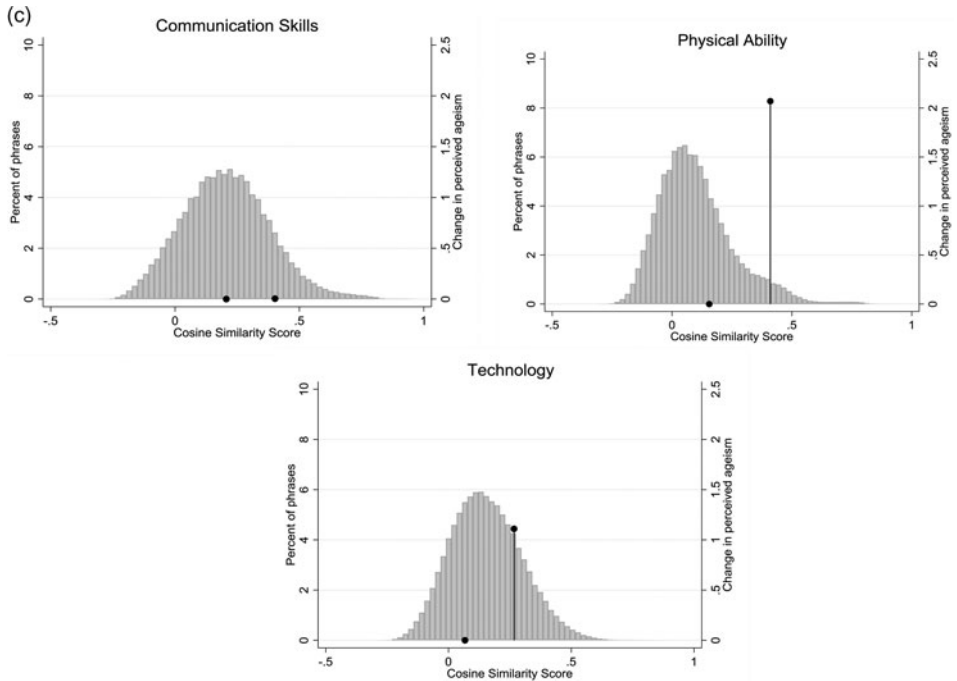 (c)
Communication Skills
Percent of phrases
0 2 4 6 8 10
Change in perceived ageism
0 .5 1 1.5 2 2.5
-.5 0 .5 1
Cosine Similarity Score
Physical Ability
Percent of phrases
0 2 4 6 8 10
Change in perceived ageism
0 .5 1 1.5 2 2.5
-.5 0 .5 1
Cosine Similarity Score
Technology
Percent of phrases
0 2 4 6 8 10
Change in perceived ageism
0 .5 1 1.5 2 2.5
-.5 0 .5 1
Cosine Similarity Score